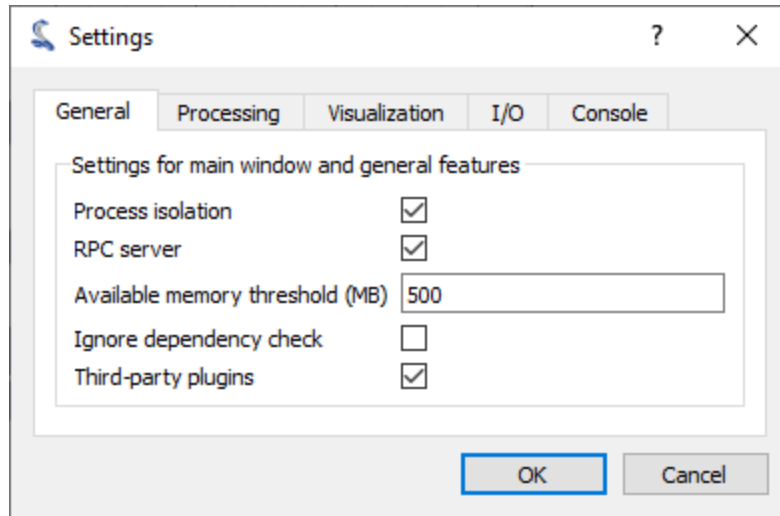 Settings
?
General Processing Visualization I/O Console
Settings for main window and general features
Process isolation
RPC server
Available memory threshold (MB) 500
Ignore dependency check
Third-party plugins
OK Cancel